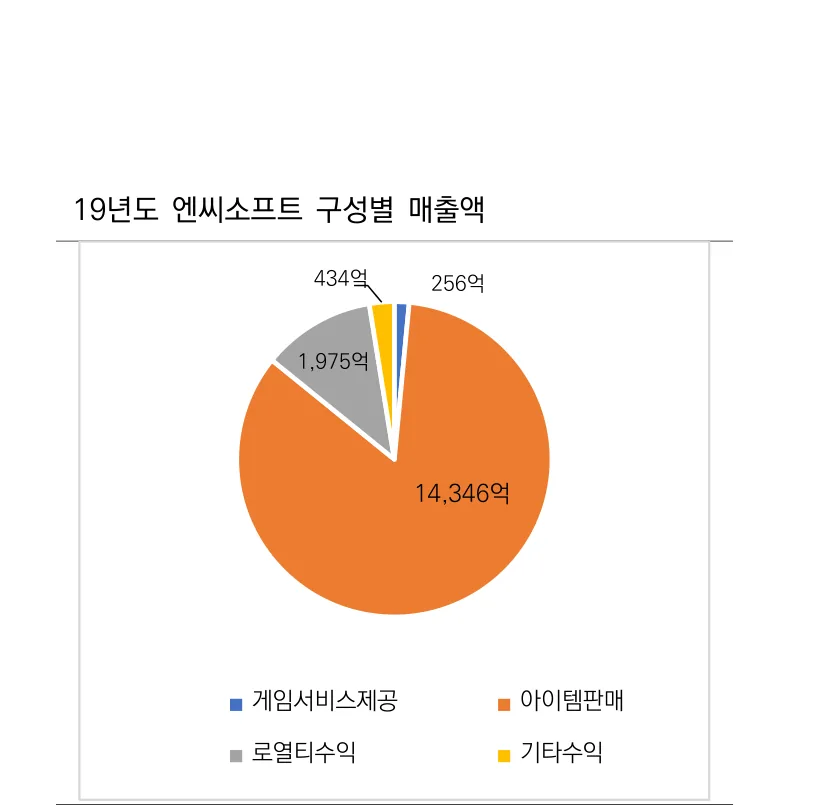 19년도 엔씨소프트 구성별 매출액
434억
256억
1,975억
14,346억
게임서비스제공
아이템판매
로열티수익
기타수익